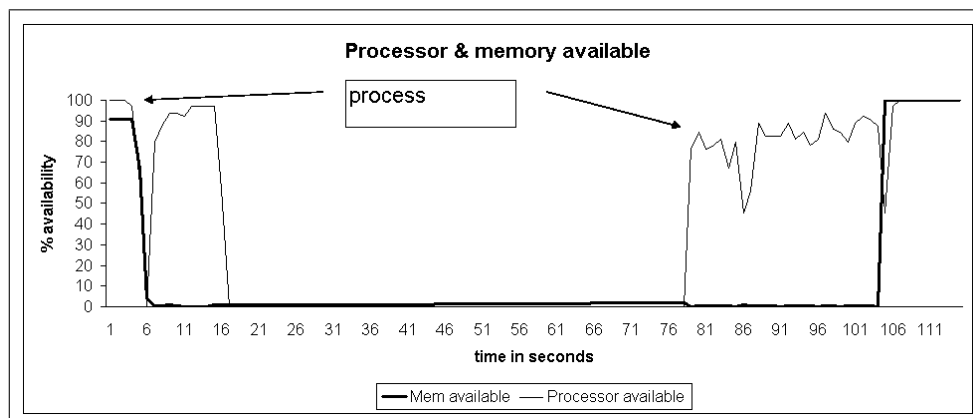 Processor & memory available
process
100
90
80
70
60
50
40
30
20
10
0
% availability
1 6 11 16 21 26 31 36 41 46 51 56 61 66 71 76 81 86 91 96 101 106 111
time in seconds
Mem available Processor available